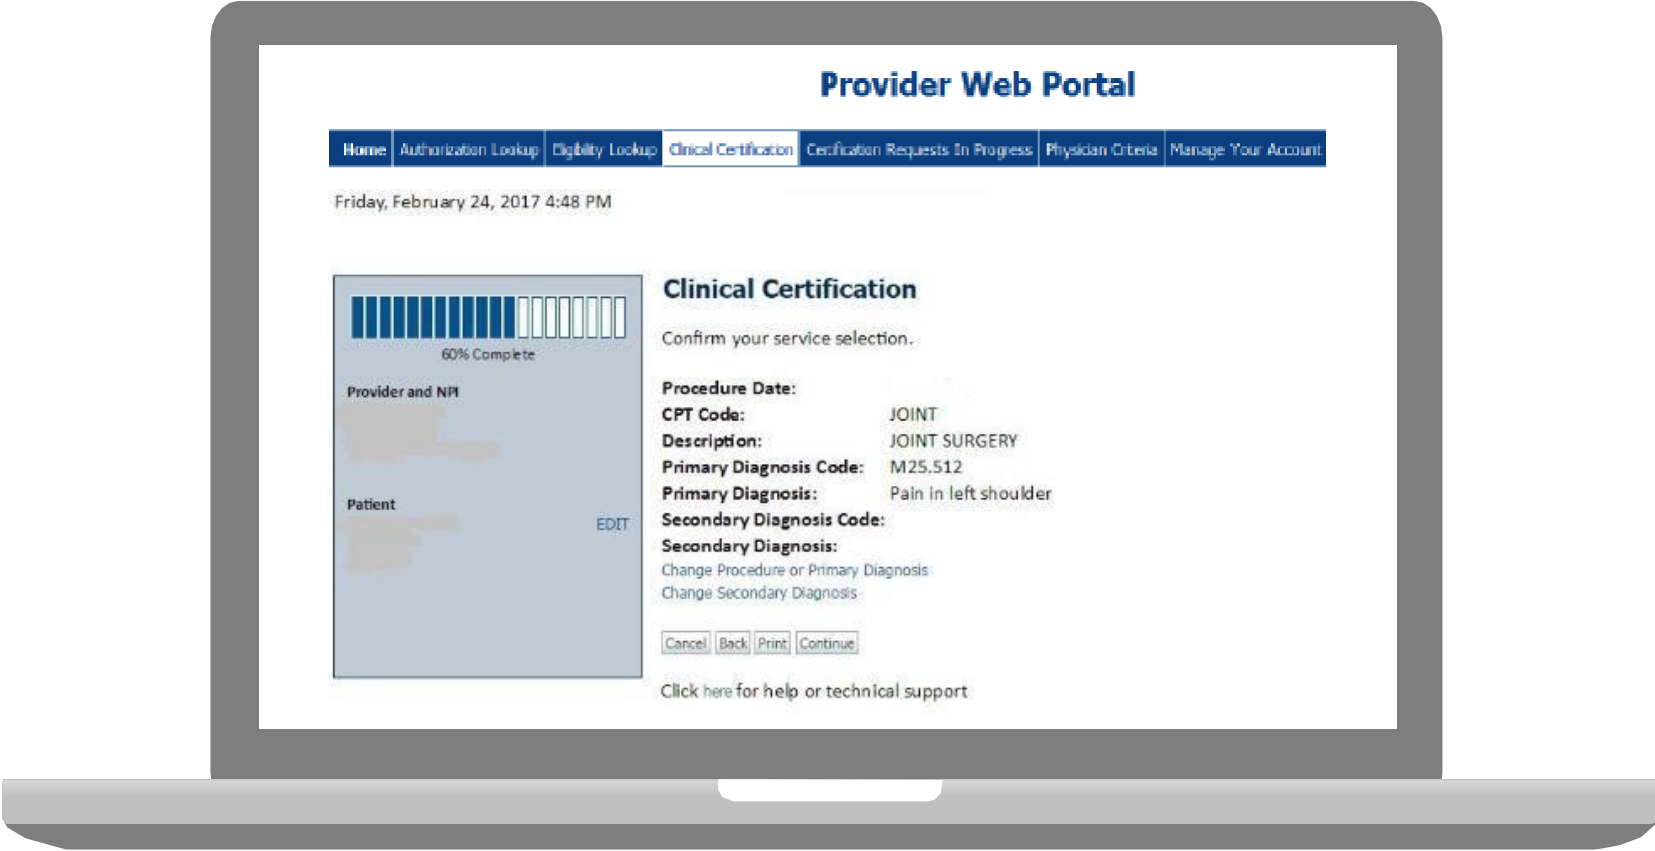 Provider Web Portal
Home Authorization Lookup Eligibility Lookup Clinical Certification Certification Requests In Progress Physician Criteria Manage Your Account
Friday, February 24, 2017 4:48 PM
60% Complete
Provider and NPI
Patient
EDIT
Clinical Certification
Confirm your service selection.
Procedure Date:
CPT Code: JOINT
Description: JOINT SURGERY
Primary Diagnosis Code: M25.512
Primary Diagnosis: Pain in left shoulder
Secondary Diagnosis Code:
Secondary Diagnosis:
Change Procedure or Primary Diagnosis
Change Secondary Diagnosis
Cancel Back Print Continue
Click here for help or technical support